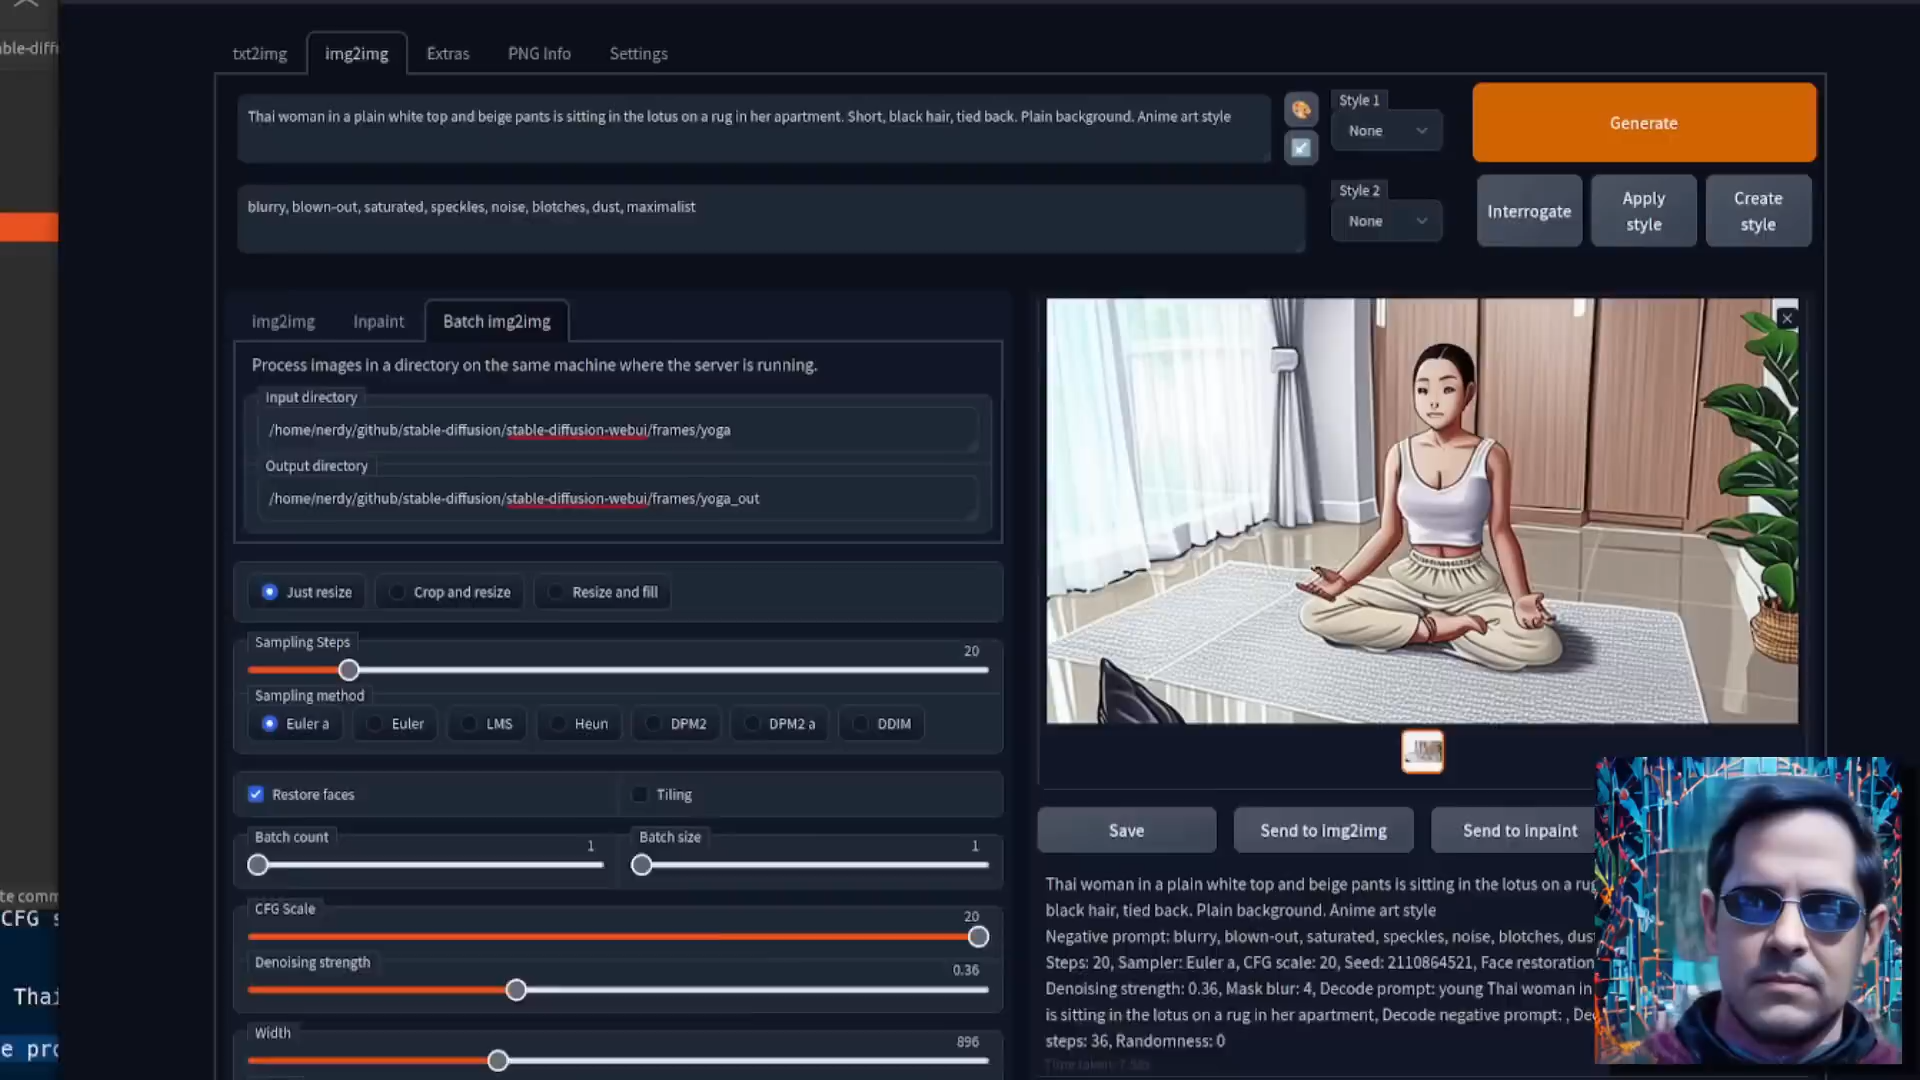 able-diffu
txt2img
img2img
Extras
PNG Info
Settings
Thai woman in a plain white top and beige pants is sitting in the lotus on a rug in her apartment. Short, black hair, tied back. Plain background. Anime art style
Style 1
None
Generate
blurry, blown-out, saturated, speckles, noise, blotches, dust, maximalist
Style 2
None
Interrogate
Apply
style
Create
style
img2img
Inpaint
Batch img2img
Process images in a directory on the same machine where the server is running.
Input directory
/home/nerdy/github/stable-diffusion/stable-diffusion-webui/frames/yoga
Output directory
/home/nerdy/github/stable-diffusion/stable-diffusion-webui/frames/yoga_out
Just resize
Crop and resize
Resize and fill
Sampling Steps
20
Sampling method
Euler a
Euler
LMS
Heun
DPM2
DPM2 a
DDIM
Restore faces
Tiling
Batch count
1
Batch size
1
CFG Scale
20
Denoising strength
0.36
Width
896
Save
Send to img2img
Send to inpaint
Thai woman in a plain white top and beige pants is sitting in the lotus on a rug
black hair, tied back. Plain background. Anime art style
Negative prompt: blurry, blown-out, saturated, speckles, noise, blotches, dus
Steps: 20, Sampler: Euler a, CFG scale: 20, Seed: 2110864521, Face restoration
Denoising strength: 0.36, Mask blur: 4, Decode prompt: young Thai woman in
is sitting in the lotus on a rug in her apartment, Decode negative prompt: , Dec
steps: 36, Randomness: 0
te comm
CFG s
Thai
e pro